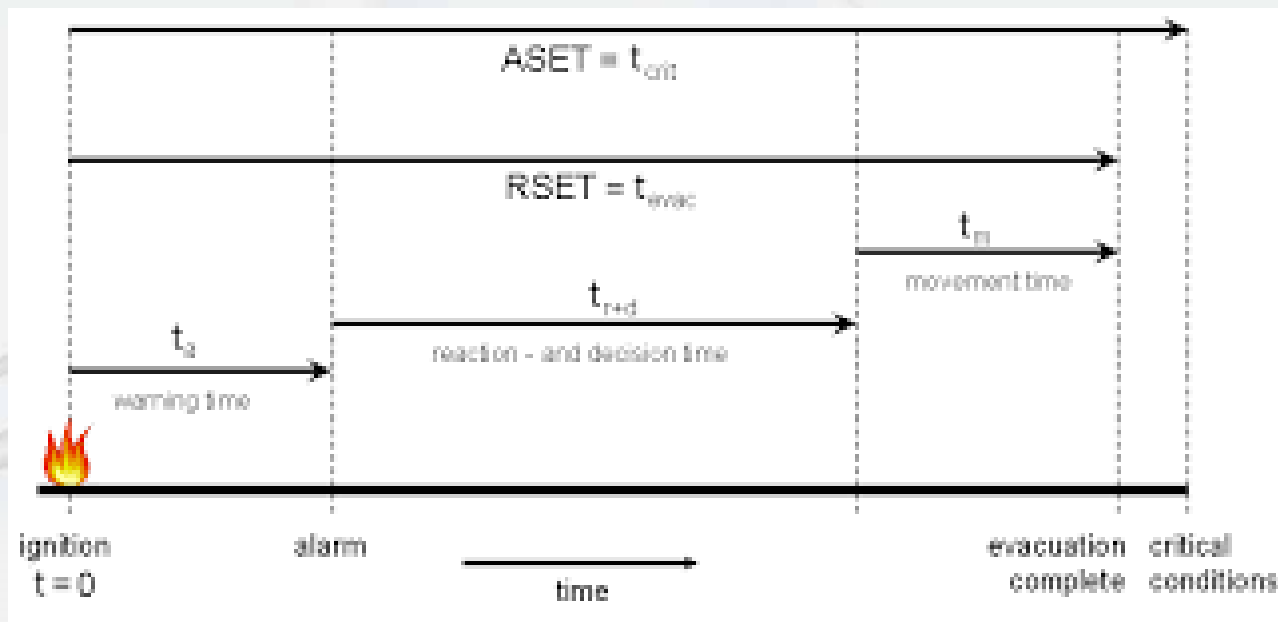 ASET = t_crit
RSET = t_evac
t_m
movement time
t_r+d
reaction - and decision time
t_a
warning time
ignition
t = 0
alarm
time
evacuation
complete
critical
conditions